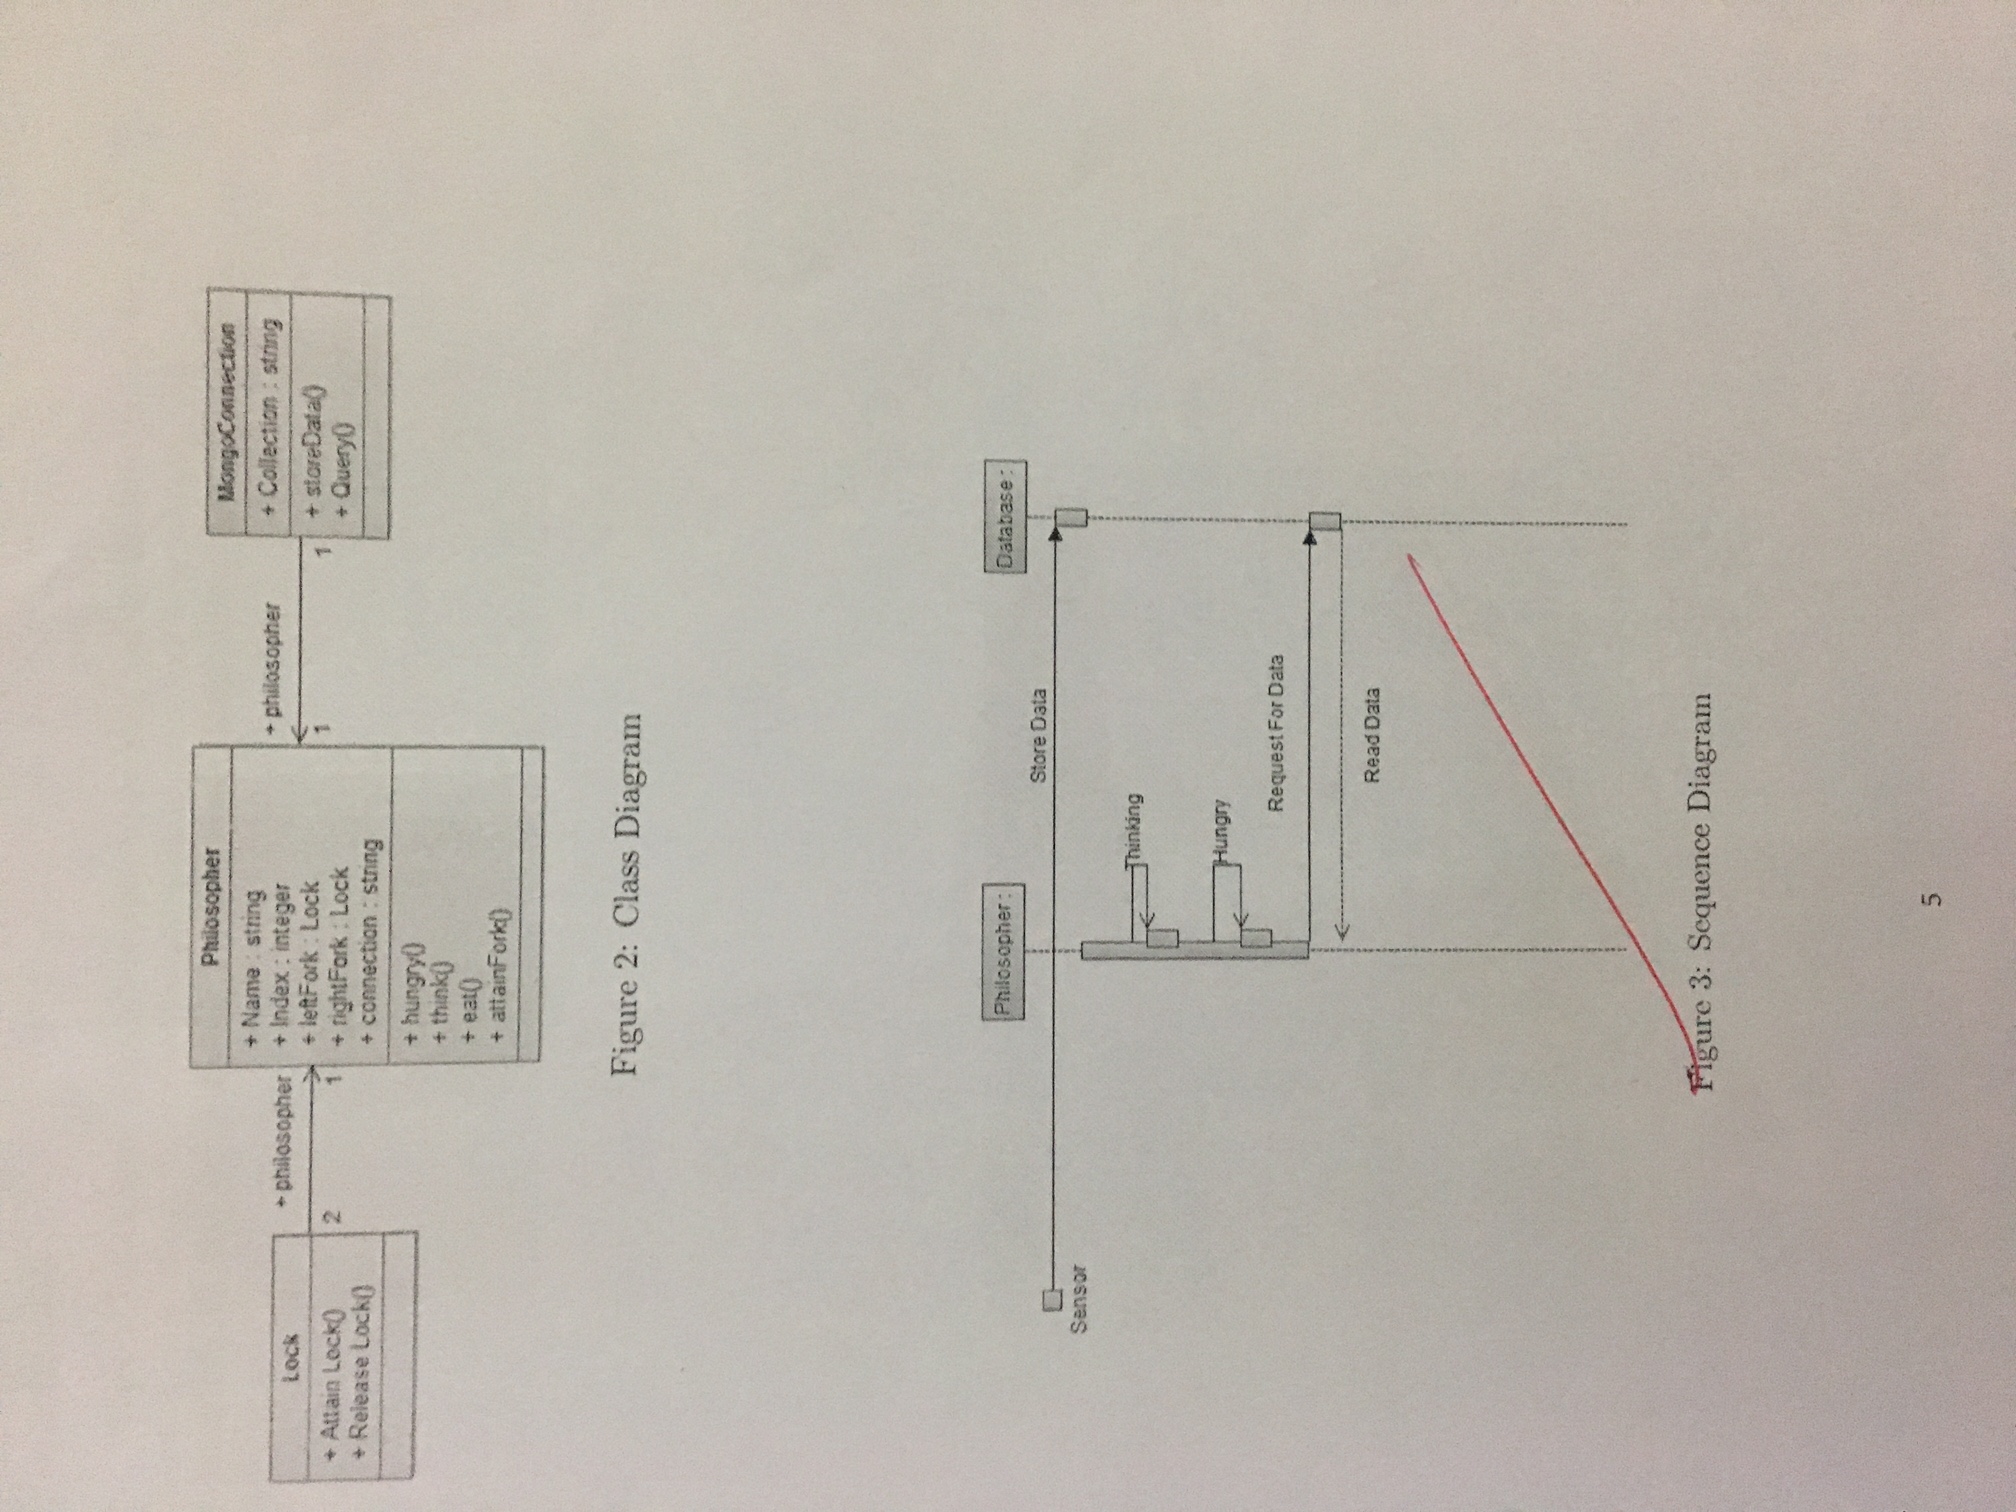 Philosopher
+ Name : string
+ Index : integer
+ leftFork : Lock
+ rightFork : Lock
+ connection : string
+ hungry()
+ think()
+ eat()
+ attainFork()
Lock
+ Attain Lock()
+ Release Lock()
+ philosopher
2
1
MongoConnection
+ Collection : string
+ storeData()
+ Query()
+ philosopher
1
1
Figure 2: Class Diagram
Philosopher :
Database :
Store Data
Sensor
Thinking
Hungry
Request For Data
Read Data
Figure 3: Sequence Diagram
5